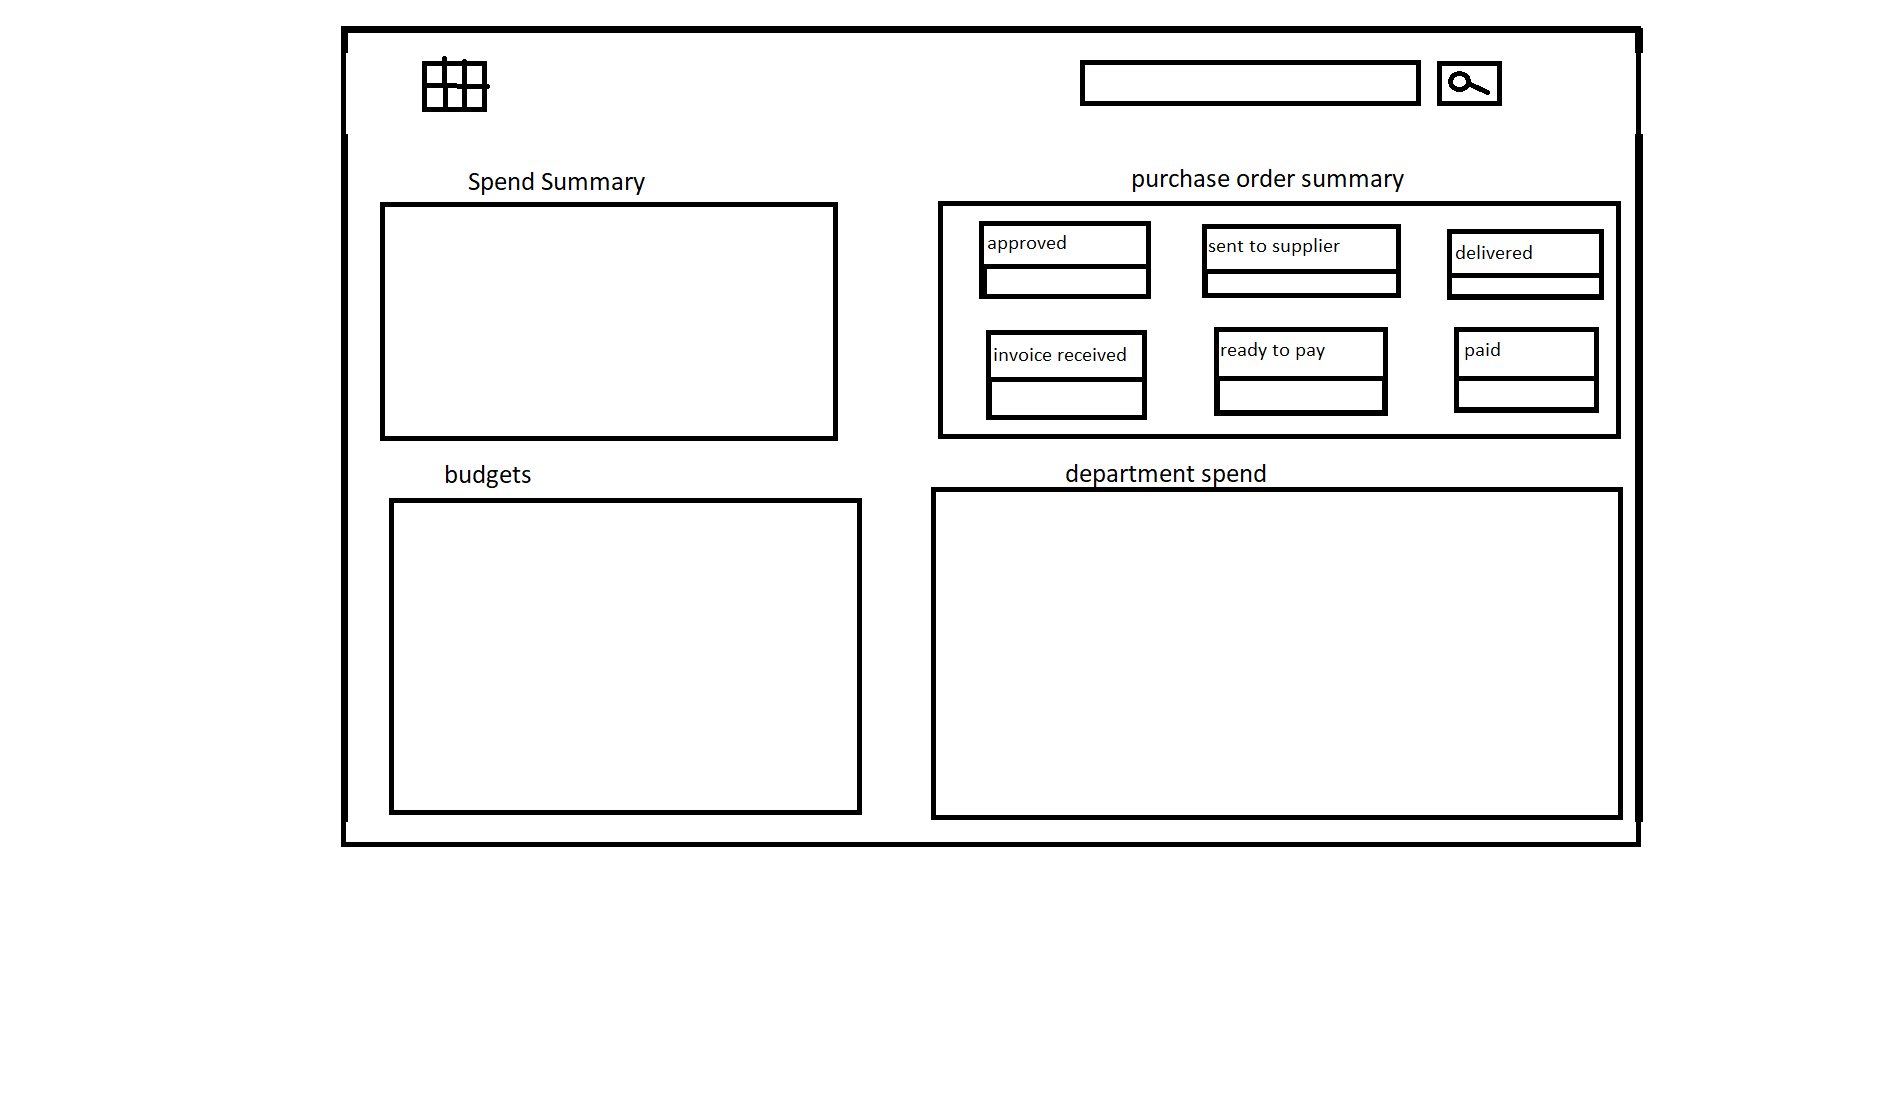 Spend Summary
purchase order summary
approved
sent to supplier
delivered
invoice received
ready to pay
paid
budgets
department spend